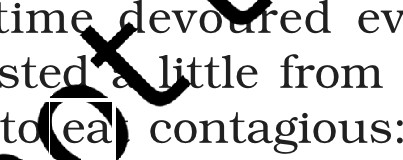 time devoured ev
sted a little from
to eat contagious: